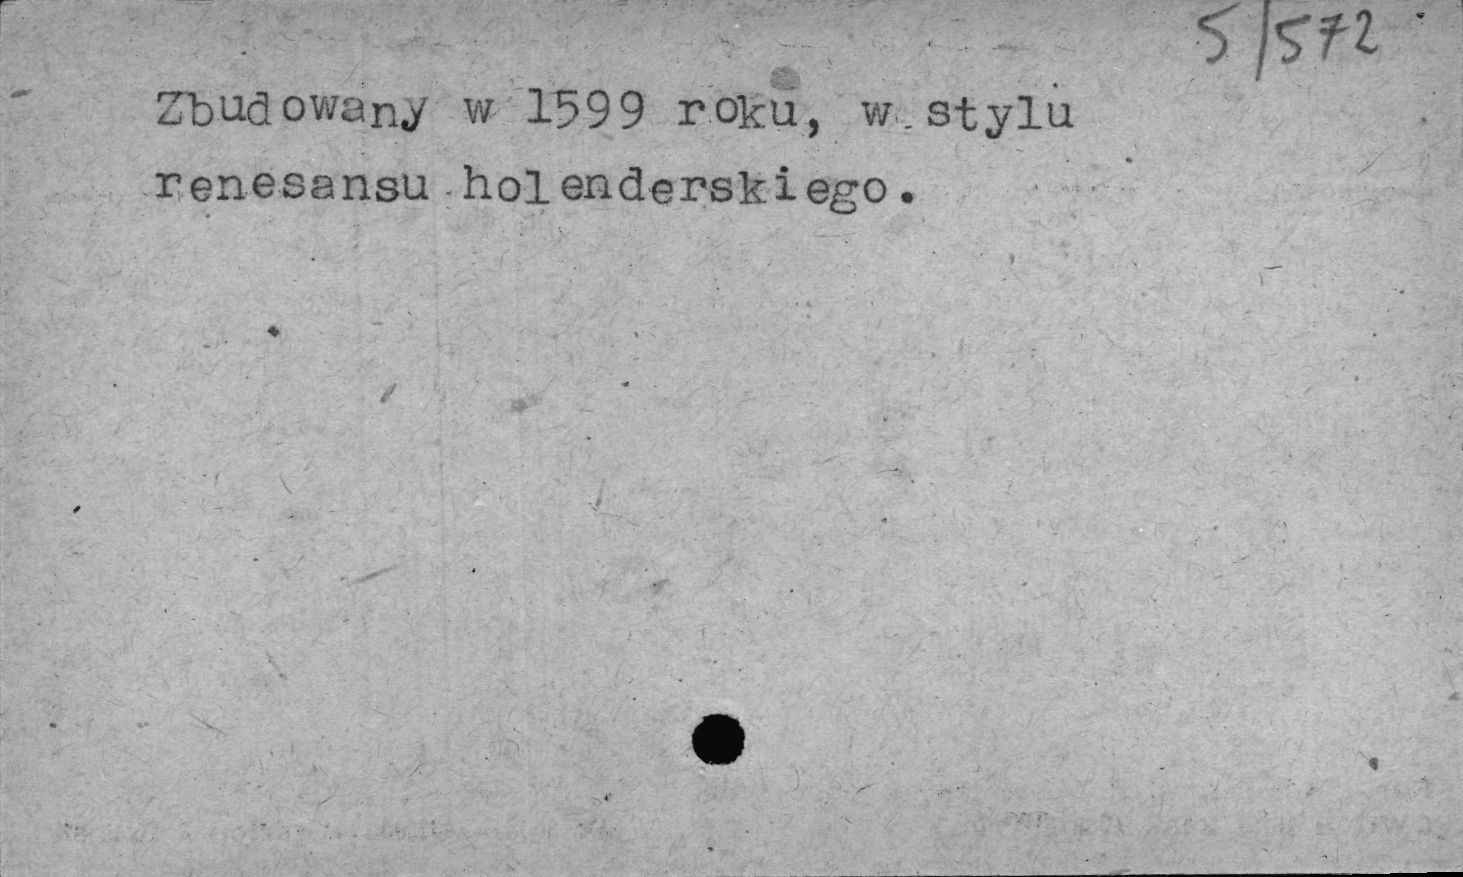 5/572
Zbudowany w 1599 roku, w stylu
renesansu holenderskiego.